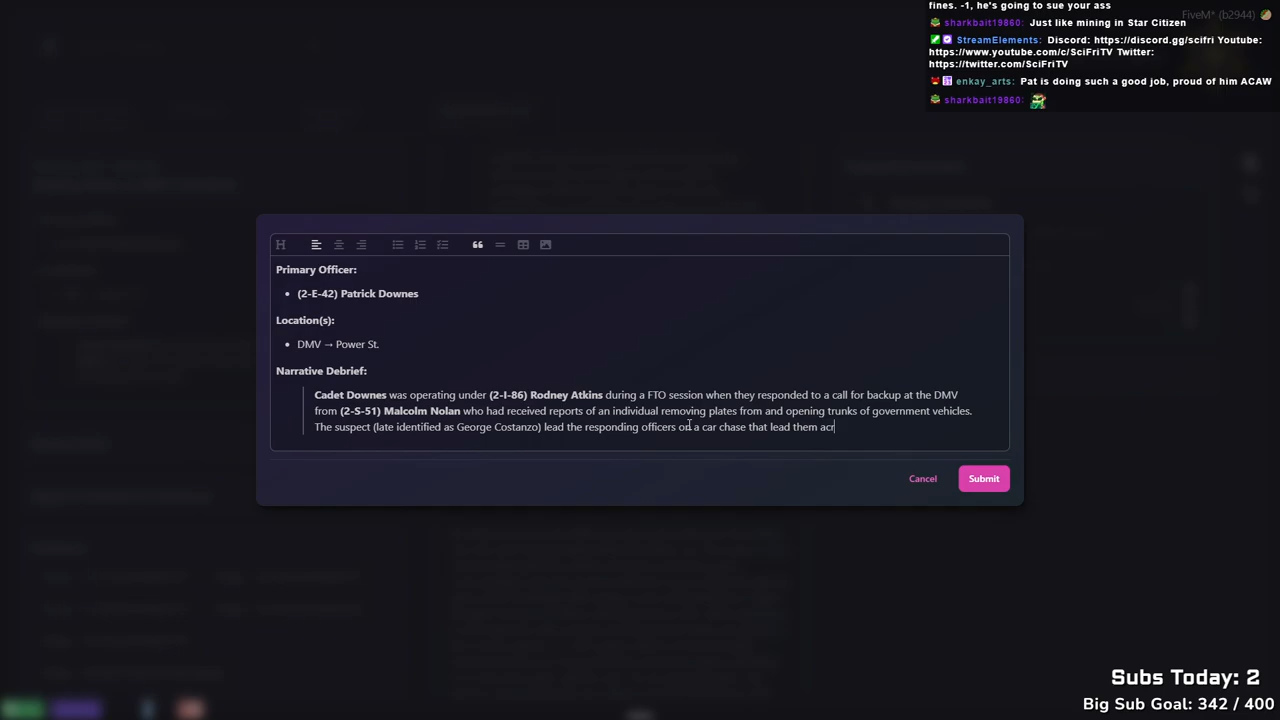 fines. -1, he's going to sue your ass
FiveM* (b2944)
sharkbait19860: Just like mining in Star Citizen
StreamElements: Discord: https://discord.gg/scifri Youtube:
https://www.youtube.com/c/SciFriTV Twitter:
https://twitter.com/SciFriTV
enkay_arts: Pat is doing such a good job, proud of him ACAW
sharkbait19860:
Primary Officer:
• (2-E-42) Patrick Downes
Location(s):
• DMV → Power St.
Narrative Debrief:
Cadet Downes was operating under (2-I-86) Rodney Atkins during a FTO session when they responded to a call for backup at the DMV
from (2-S-51) Malcolm Nolan who had received reports of an individual removing plates from and opening trunks of government vehicles.
The suspect (late identified as George Costanzo) lead the responding officers on a car chase that lead them acr
Cancel
Submit
Subs Today: 2
Big Sub Goal: 342 / 400